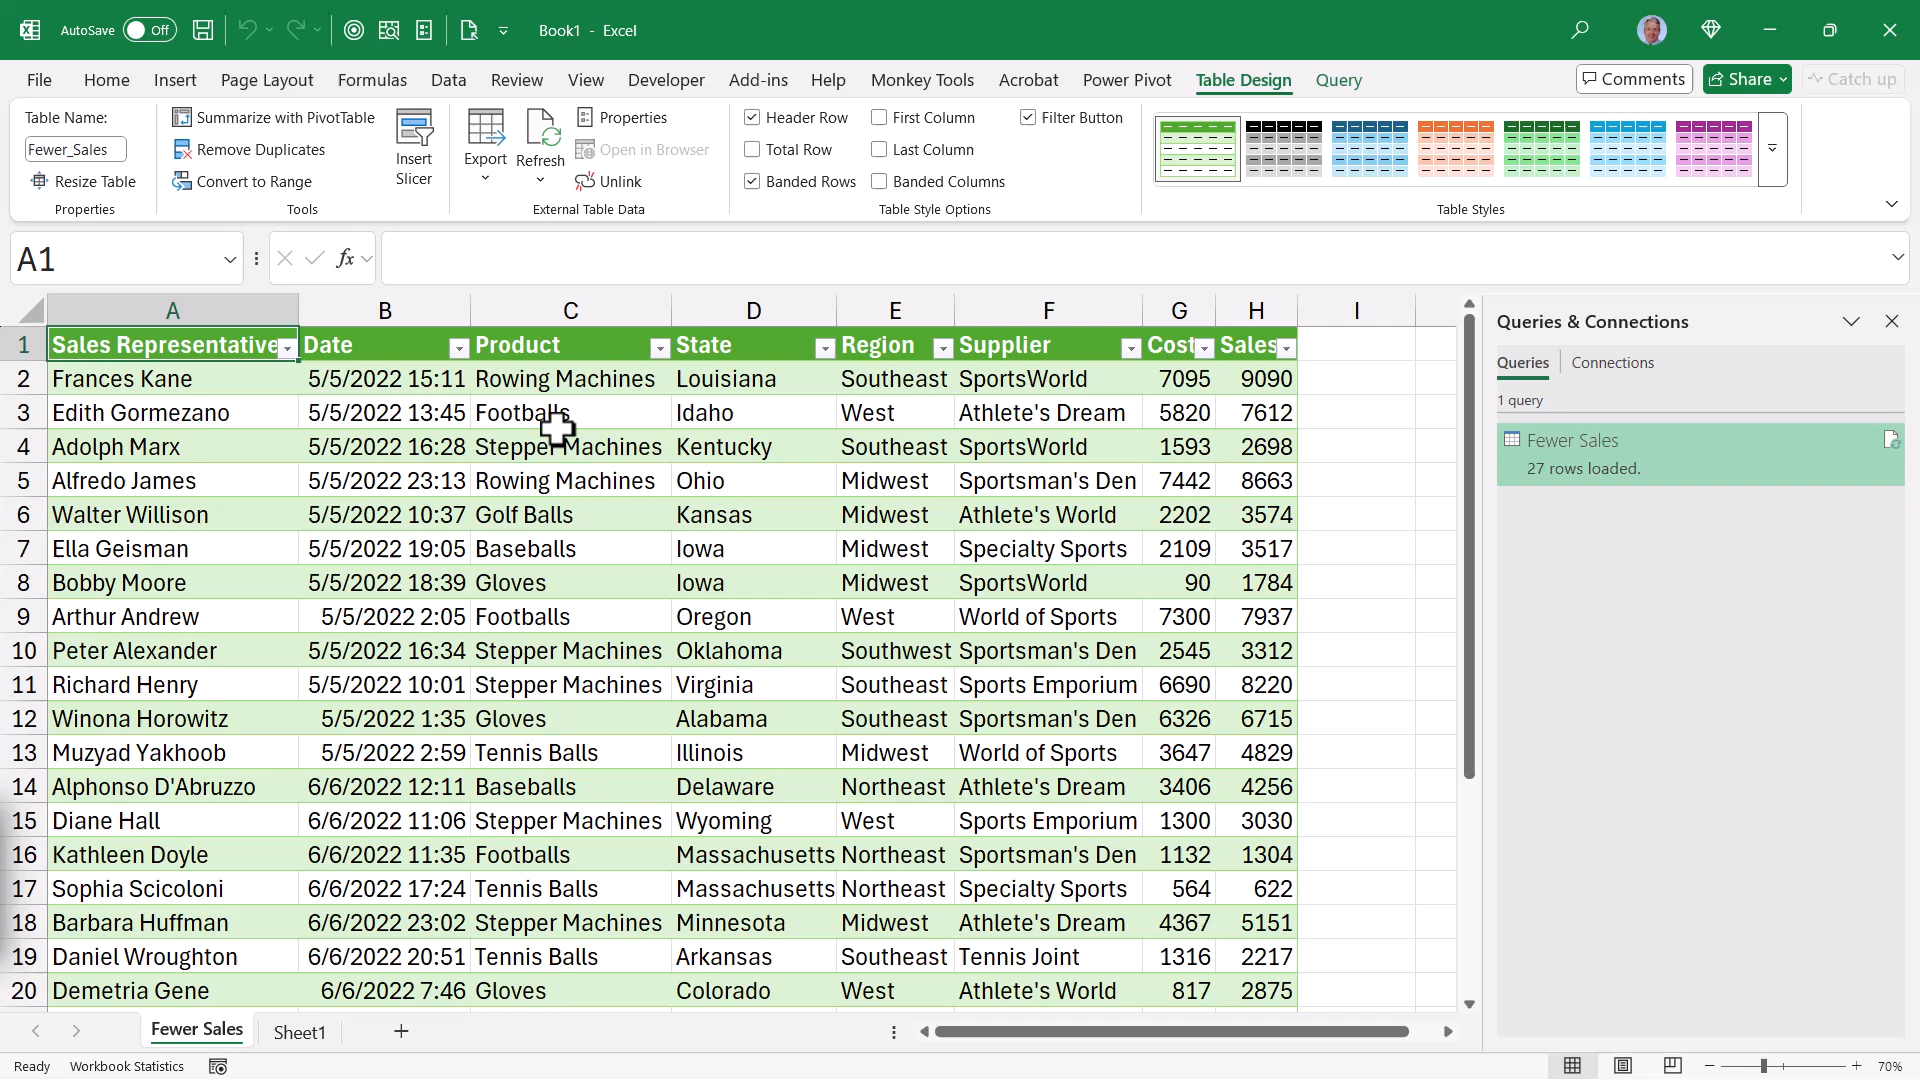 AutoSave Off Book1 - Excel
File Home Insert Page Layout Formulas Data Review View Developer Add-ins Help Monkey Tools Acrobat Power Pivot Table Design Query Comments Share Catch up
Table Name:
Fewer_Sales
Resize Table
Properties
Summarize with PivotTable
Remove Duplicates
Convert to Range
Tools
Insert
Slicer
Export
Refresh
Properties
Open in Browser
Unlink
External Table Data
Header Row First Column Filter Button
Total Row Last Column
Banded Rows Banded Columns
Table Style Options
Table Styles
A1 fx
A B C D E F G H I
1 Sales Representative Date Product State Region Supplier Cost Sales
2 Frances Kane 5/5/2022 15:11 Rowing Machines Louisiana Southeast SportsWorld 7095 9090
3 Edith Gormezano 5/5/2022 13:45 Footballs Idaho West Athlete's Dream 5820 7612
4 Adolph Marx 5/5/2022 16:28 Stepper Machines Kentucky Southeast SportsWorld 1593 2698
5 Alfredo James 5/5/2022 23:13 Rowing Machines Ohio Midwest Sportsman's Den 7442 8663
6 Walter Willison 5/5/2022 10:37 Golf Balls Kansas Midwest Athlete's World 2202 3574
7 Ella Geisman 5/5/2022 19:05 Baseballs Iowa Midwest Specialty Sports 2109 3517
8 Bobby Moore 5/5/2022 18:39 Gloves Iowa Midwest SportsWorld 90 1784
9 Arthur Andrew 5/5/2022 2:05 Footballs Oregon West World of Sports 7300 7937
10 Peter Alexander 5/5/2022 16:34 Stepper Machines Oklahoma Southwest Sportsman's Den 2545 3312
11 Richard Henry 5/5/2022 10:01 Stepper Machines Virginia Southeast Sports Emporium 6690 8220
12 Winona Horowitz 5/5/2022 1:35 Gloves Alabama Southeast Sportsman's Den 6326 6715
13 Muzyad Yakhoob 5/5/2022 2:59 Tennis Balls Illinois Midwest World of Sports 3647 4829
14 Alphonso D'Abruzzo 6/6/2022 12:11 Baseballs Delaware Northeast Athlete's Dream 3406 4256
15 Diane Hall 6/6/2022 11:06 Stepper Machines Wyoming West Sports Emporium 1300 3030
16 Kathleen Doyle 6/6/2022 11:35 Footballs Massachusetts Northeast Sportsman's Den 1132 1304
17 Sophia Scicoloni 6/6/2022 17:24 Tennis Balls Massachusetts Northeast Specialty Sports 564 622
18 Barbara Huffman 6/6/2022 23:02 Stepper Machines Minnesota Midwest Athlete's Dream 4367 5151
19 Daniel Wroughton 6/6/2022 20:51 Tennis Balls Arkansas Southeast Tennis Joint 1316 2217
20 Demetria Gene 6/6/2022 7:46 Gloves Colorado West Athlete's World 817 2875
Queries & Connections
Queries Connections
1 query
Fewer Sales
27 rows loaded.
Fewer Sales Sheet1
Ready Workbook Statistics 70%